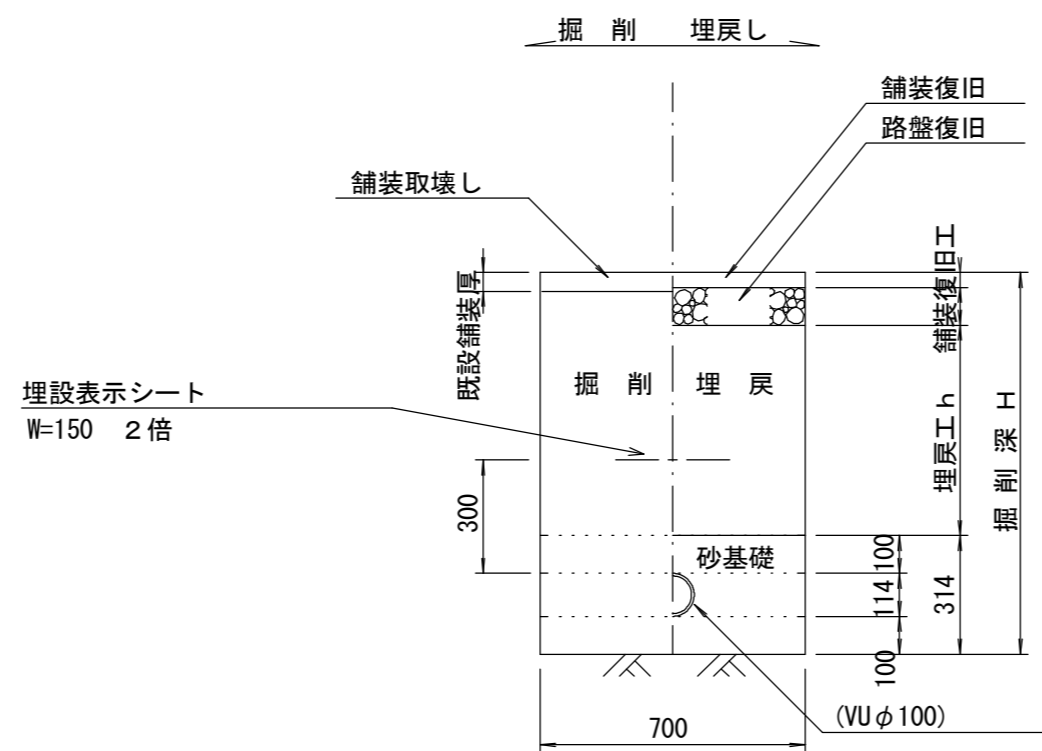 掘 削 埋戻し
舗装復旧
路盤復旧
舗装取壊し
既設舗装厚
舗装復旧工
埋設表示シート
W=150 2倍
掘 削 埋 戻
埋戻工h
掘削深H
300
砂基礎
100
114
314
100
700
(VUφ100)